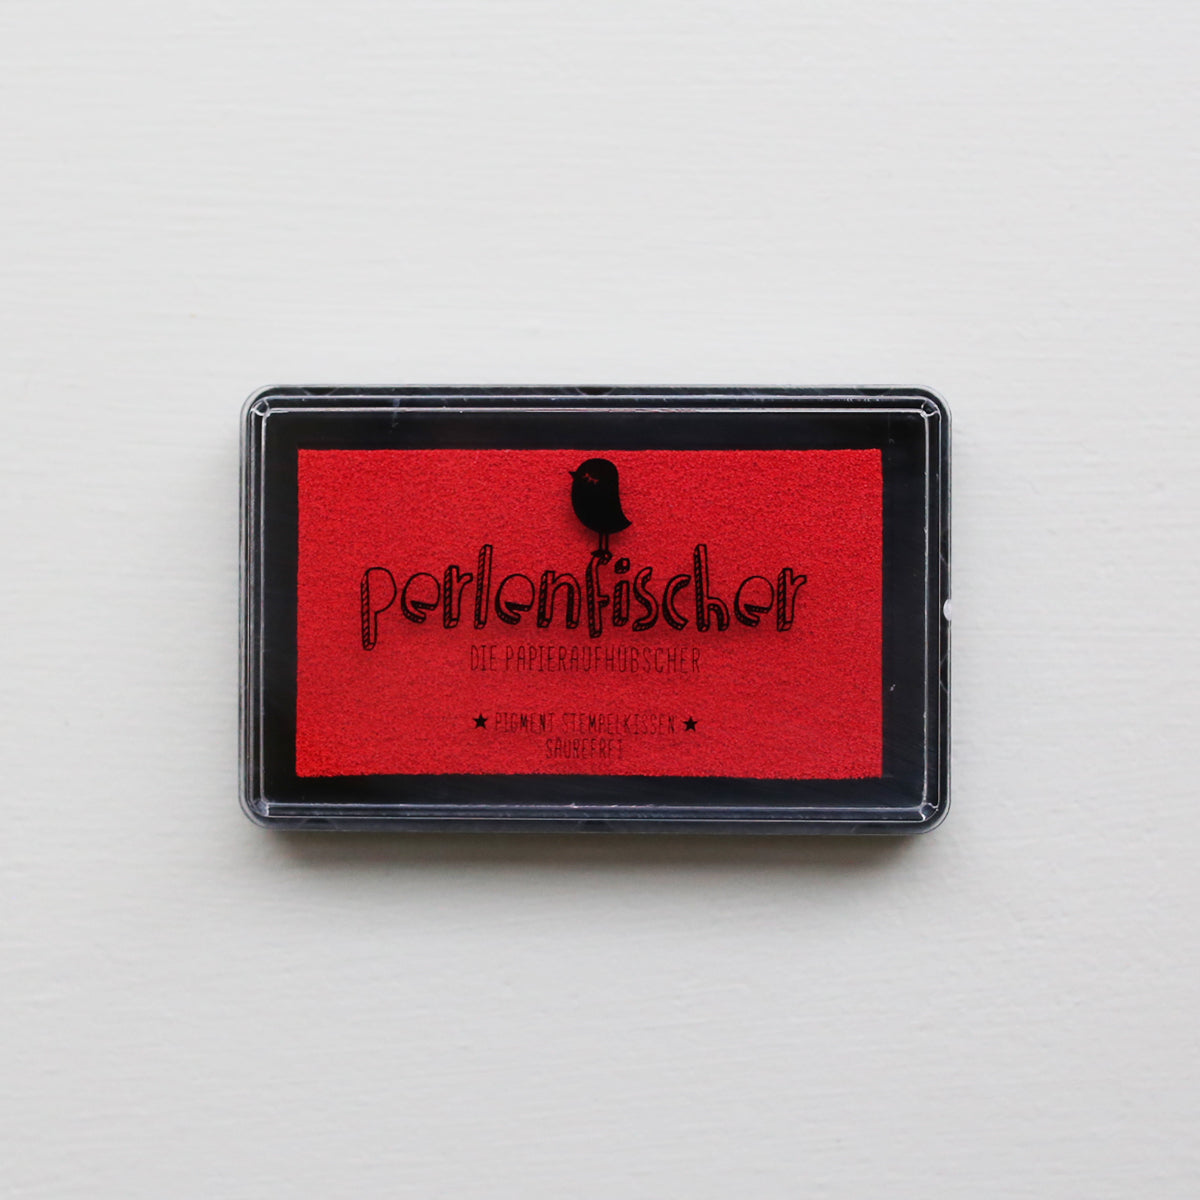 perlenfischer
DIE PAPIERAUFHÜBSCHER
★ PIGMENT STEMPELKISSEN ★
SÄUREFREI